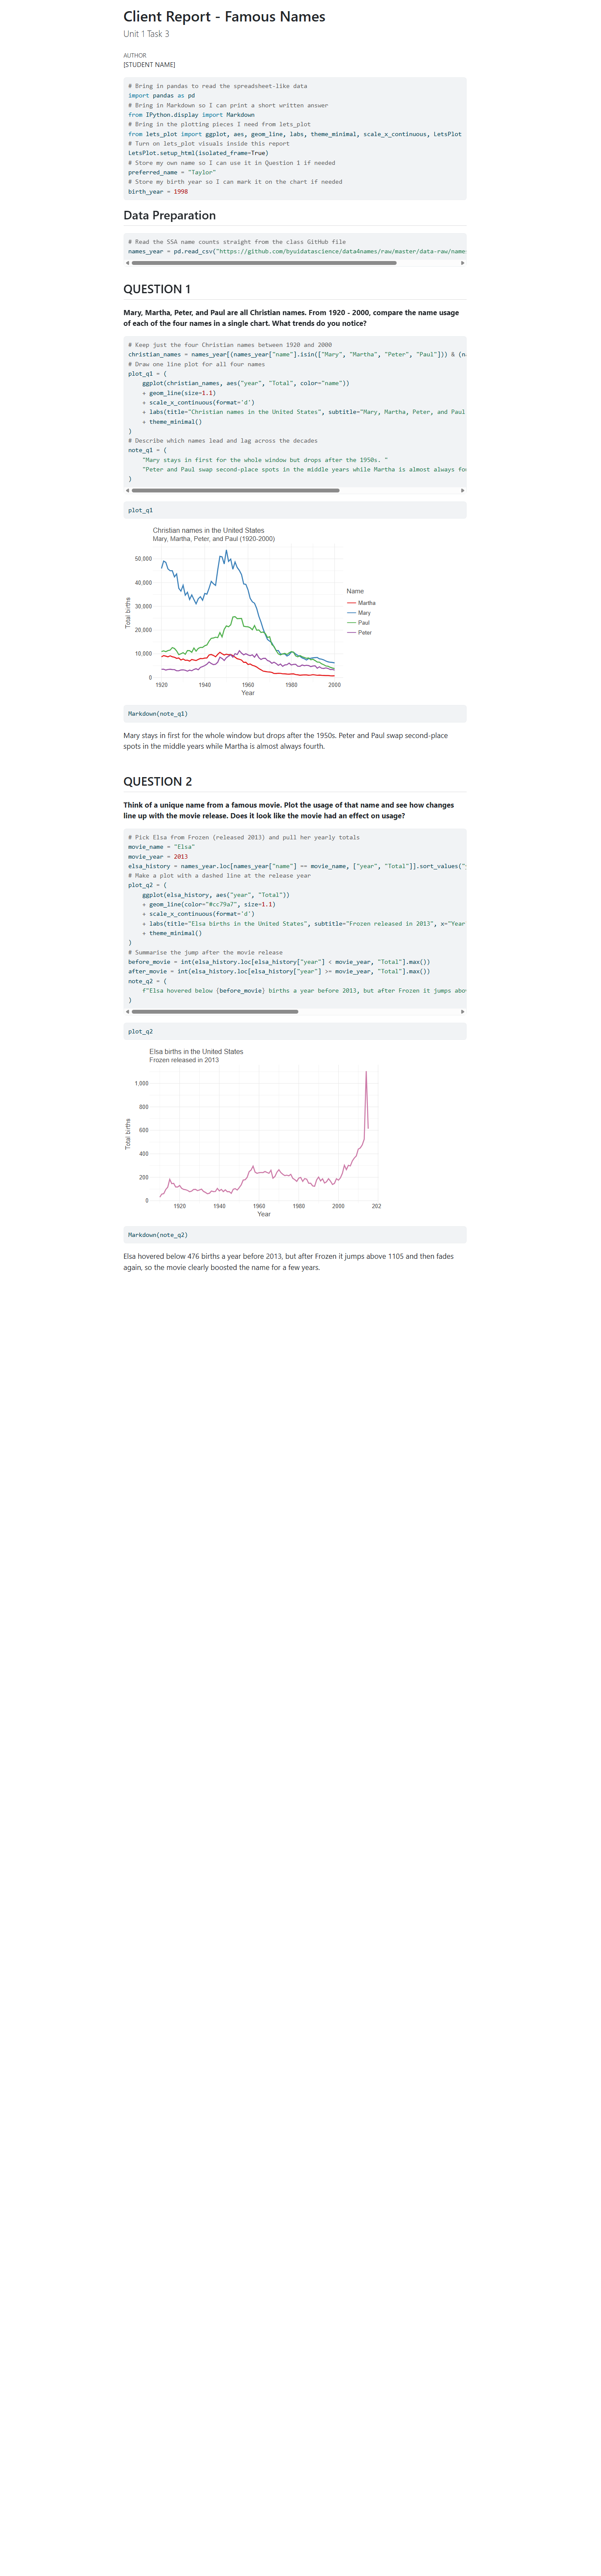 Client Report - Famous Names
Unit 1 Task 3
AUTHOR
[STUDENT NAME]
# Bring in pandas to read the spreadsheet-like data
import pandas as pd
# Bring in Markdown so I can print a short written answer
from IPython.display import Markdown
# Bring in the plotting pieces I need from lets_plot
from lets_plot import ggplot, aes, geom_line, labs, theme_minimal, scale_x_continuous, LetsPlot
# Turn on lets_plot visuals inside this report
LetsPlot.setup_html(isolated_frame=True)
# Store my own name so I can use it in Question 1 if needed
preferred_name = "Taylor"
# Store my birth year so I can mark it on the chart if needed
birth_year = 1998
Data Preparation
# Read the SSA name counts straight from the class GitHub file
names_year = pd.read_csv("https://github.com/byuidatascience/data4names/raw/master/data-raw/name
QUESTION 1
Mary, Martha, Peter, and Paul are all Christian names. From 1920 - 2000, compare the name usage
of each of the four names in a single chart. What trends do you notice?
# Keep just the four Christian names between 1920 and 2000
christian_names = names_year[(names_year["name"].isin(["Mary", "Martha", "Peter", "Paul"])) & (n
# Draw one line plot for all four names
plot_q1 = (
    ggplot(christian_names, aes("year", "Total", color="name"))
    + geom_line(size=1.1)
    + scale_x_continuous(format='d')
    + labs(title="Christian names in the United States", subtitle="Mary, Martha, Peter, and Paul
    + theme_minimal()
)
# Describe which names lead and lag across the decades
note_q1 = (
    "Mary stays in first for the whole window but drops after the 1950s. "
    "Peter and Paul swap second-place spots in the middle years while Martha is almost always fo
)
plot_q1
Christian names in the United States
Mary, Martha, Peter, and Paul (1920-2000)
50,000
40,000
30,000
20,000
10,000
0
Total births
1920 1940 1960 1980 2000
Year
Name
Martha
Mary
Paul
Peter
Markdown(note_q1)
Mary stays in first for the whole window but drops after the 1950s. Peter and Paul swap second-place
spots in the middle years while Martha is almost always fourth.
QUESTION 2
Think of a unique name from a famous movie. Plot the usage of that name and see how changes
line up with the movie release. Does it look like the movie had an effect on usage?
# Pick Elsa from Frozen (released 2013) and pull her yearly totals
movie_name = "Elsa"
movie_year = 2013
elsa_history = names_year.loc[names_year["name"] == movie_name, ["year", "Total"]].sort_values("
# Make a plot with a dashed line at the release year
plot_q2 = (
    ggplot(elsa_history, aes("year", "Total"))
    + geom_line(color="#cc79a7", size=1.1)
    + scale_x_continuous(format='d')
    + labs(title="Elsa births in the United States", subtitle="Frozen released in 2013", x="Year
    + theme_minimal()
)
# Summarise the jump after the movie release
before_movie = int(elsa_history.loc[elsa_history["year"] < movie_year, "Total"].max())
after_movie = int(elsa_history.loc[elsa_history["year"] >= movie_year, "Total"].max())
note_q2 = (
    f"Elsa hovered below {before_movie} births a year before 2013, but after Frozen it jumps abo
)
plot_q2
Elsa births in the United States
Frozen released in 2013
1,000
800
600
400
200
0
Total births
1920 1940 1960 1980 2000 202
Year
Markdown(note_q2)
Elsa hovered below 476 births a year before 2013, but after Frozen it jumps above 1105 and then fades
again, so the movie clearly boosted the name for a few years.